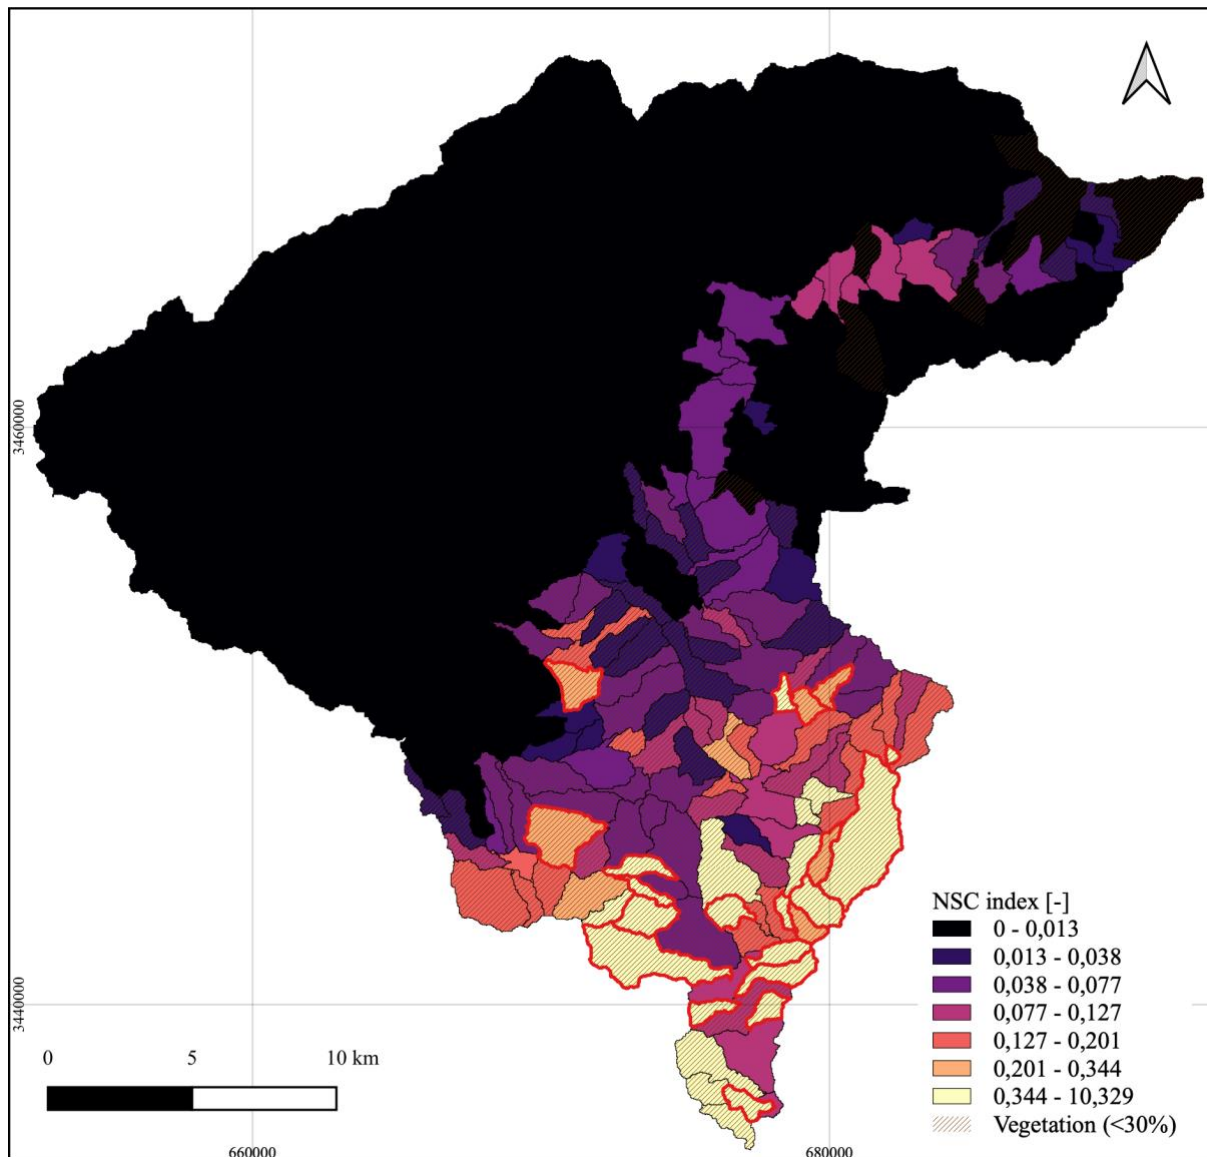 3460000
3440000
NSC index [-]
0 - 0,013
0,013 - 0,038
0,038 - 0,077
0,077 - 0,127
0,127 - 0,201
0,201 - 0,344
0,344 - 10,329
Vegetation (<30%)
0 5 10 km
660000 680000